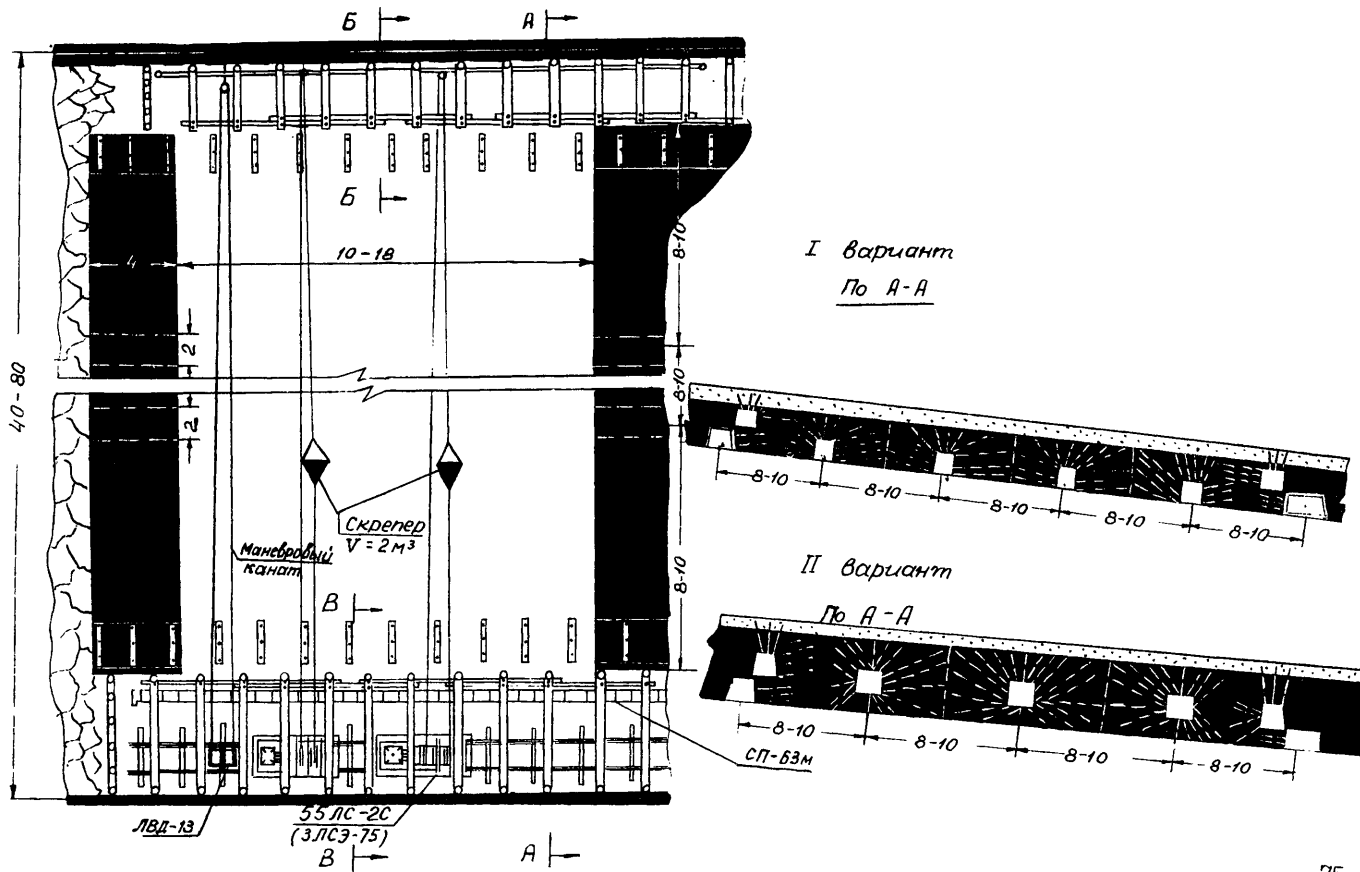 Б
А
Б
10-18
4
8-10
40-80
2
8-10
2
Скрепер
V = 2 м³
Маневровый
канат
8-10
В
СП-63м
ЛВД-13
55ЛС-2С
(3ЛСЭ-75)
В
А
I вариант
По А-А
8-10
8-10
8-10
8-10
8-10
II вариант
По А-А
8-10
8-10
8-10
8-10